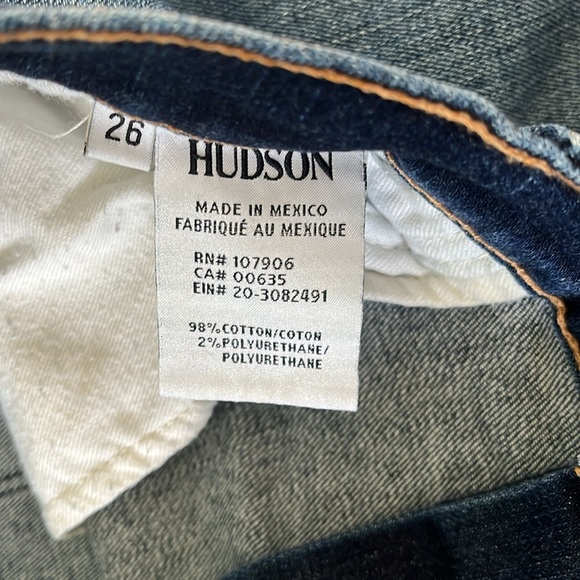 26
HUDSON
MADE IN MEXICO
FABRIQUÉ AU MEXIQUE
RN# 107906
CA# 00635
EIN# 20-3082491
98%COTTON/COTON
2%POLYURETHANE/
POLYURETHANE